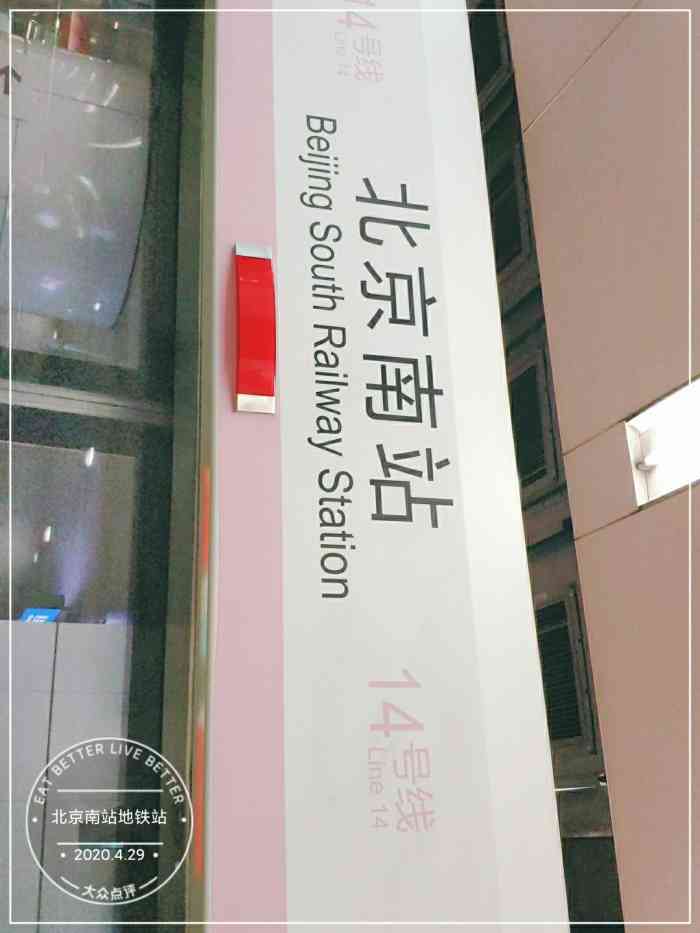 14号线
Line 14
北京南站
Beijing South Railway Station
14号线
Line 14
EAT BETTER LIVE BETTER
北京南站地铁站
2020.4.29
大众点评